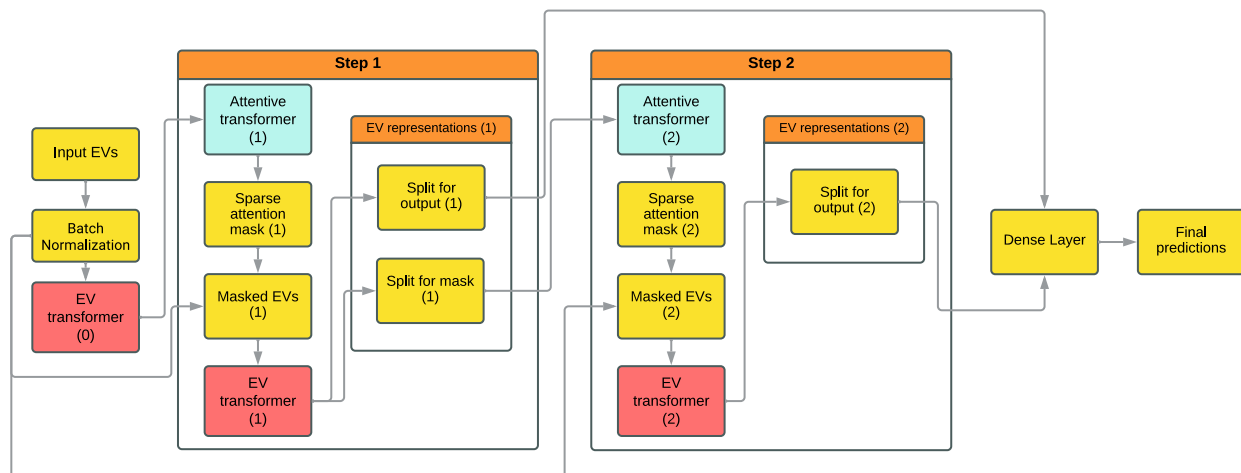 Input EVs
Batch
Normalization
EV
transformer
(0)
Step 1
Attentive
transformer
(1)
Sparse
attention
mask (1)
Masked EVs
(1)
EV
transformer
(1)
EV representations (1)
Split for
output (1)
Split for mask
(1)
Step 2
Attentive
transformer
(2)
Sparse
attention
mask (2)
Masked EVs
(2)
EV
transformer
(2)
EV representations (2)
Split for
output (2)
Dense Layer
Final
predictions